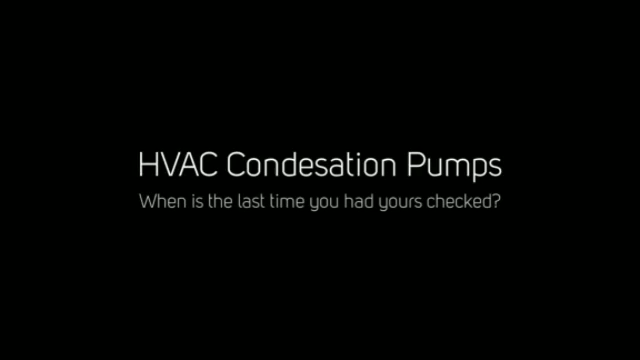 HVAC Condesation Pumps
When is the last time you had yours checked?